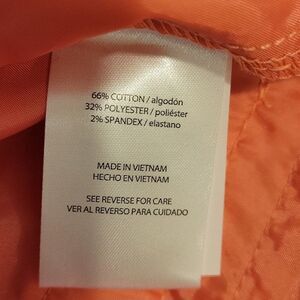 66% COTTON / algodón
32% POLYESTER / poliéster
2% SPANDEX / elastano
MADE IN VIETNAM
HECHO EN VIETNAM
SEE REVERSE FOR CARE
VER AL REVERSO PARA CUIDADO